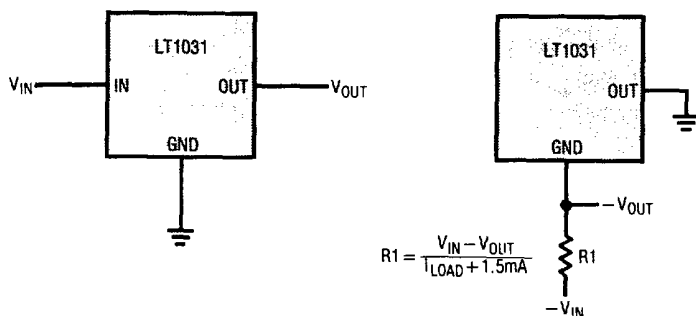 LT1031
V_IN
IN
OUT
V_OUT
GND
LT1031
OUT
GND
−V_OUT
R1 = (V_IN − V_OUT) / (I_LOAD + 1.5mA)
R1
−V_IN